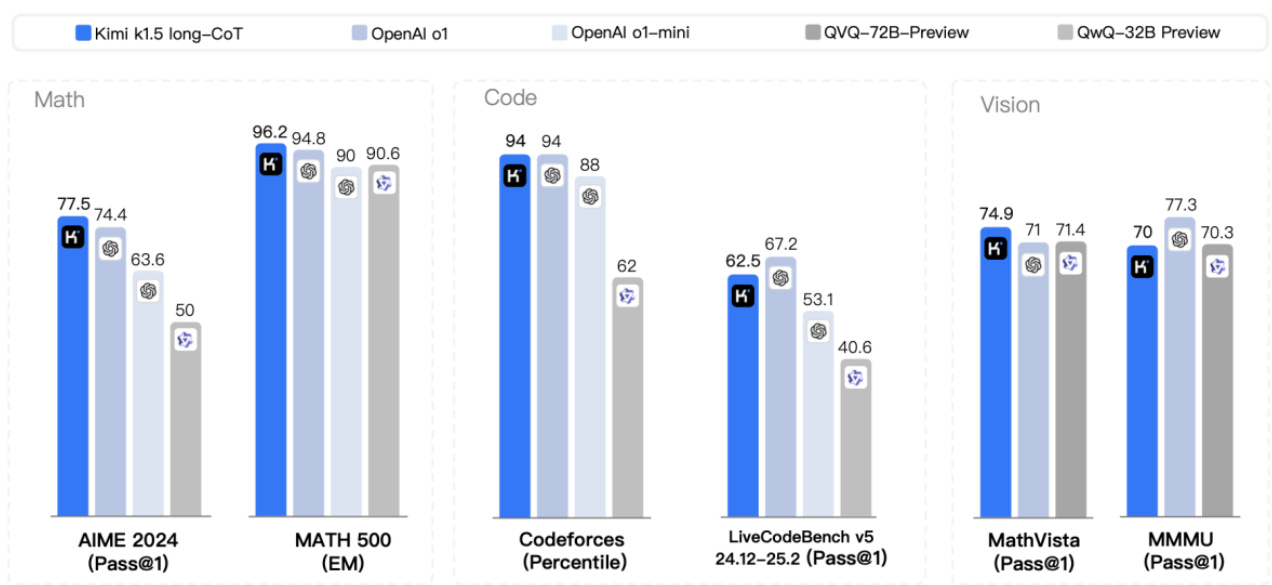 Kimi k1.5 long-CoT
OpenAI o1
OpenAI o1-mini
QVQ-72B-Preview
QwQ-32B Preview
Math
77.5
74.4
63.6
50
AIME 2024
(Pass@1)
96.2
94.8
90
90.6
MATH 500
(EM)
Code
94
94
88
62
Codeforces
(Percentile)
62.5
67.2
53.1
40.6
LiveCodeBench v5
24.12-25.2 (Pass@1)
Vision
74.9
71
71.4
MathVista
(Pass@1)
70
77.3
70.3
MMMU
(Pass@1)